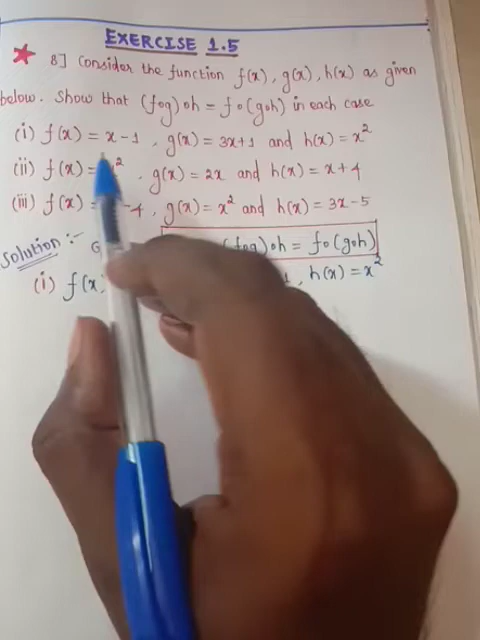 EXERCISE 1.5
★ 8] Consider the function f(x), g(x), h(x) as given
below. Show that (fog)oh = fo(goh) in each case
(i) f(x) = x-1, g(x) = 3x+1 and h(x) = x²
(ii) f(x) = ², g(x) = 2x and h(x) = x+4
(iii) f(x) = -4, g(x) = x² and h(x) = 3x-5
Solution :- (fog)oh = fo(goh)
(i) f(x , h(x) = x²